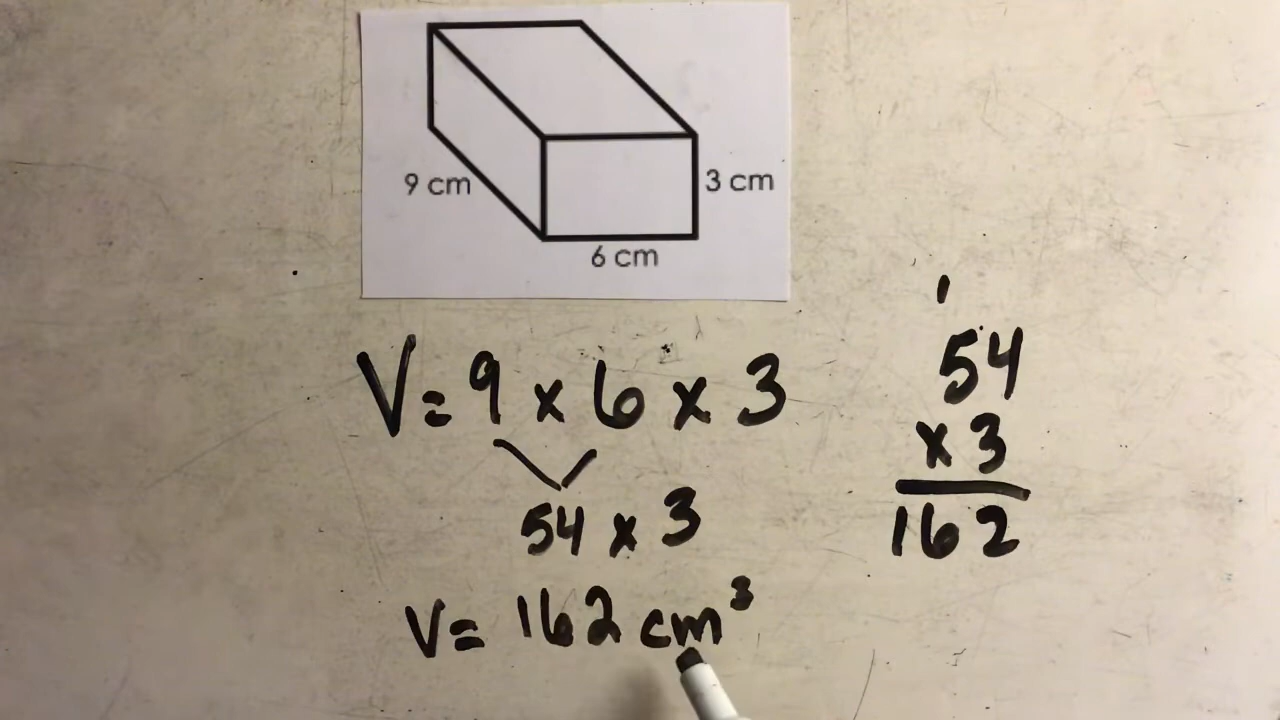 9 cm
3 cm
6 cm
V=9 x 6 x 3
54 x 3
V= 162 cm³
1
54
x 3
162